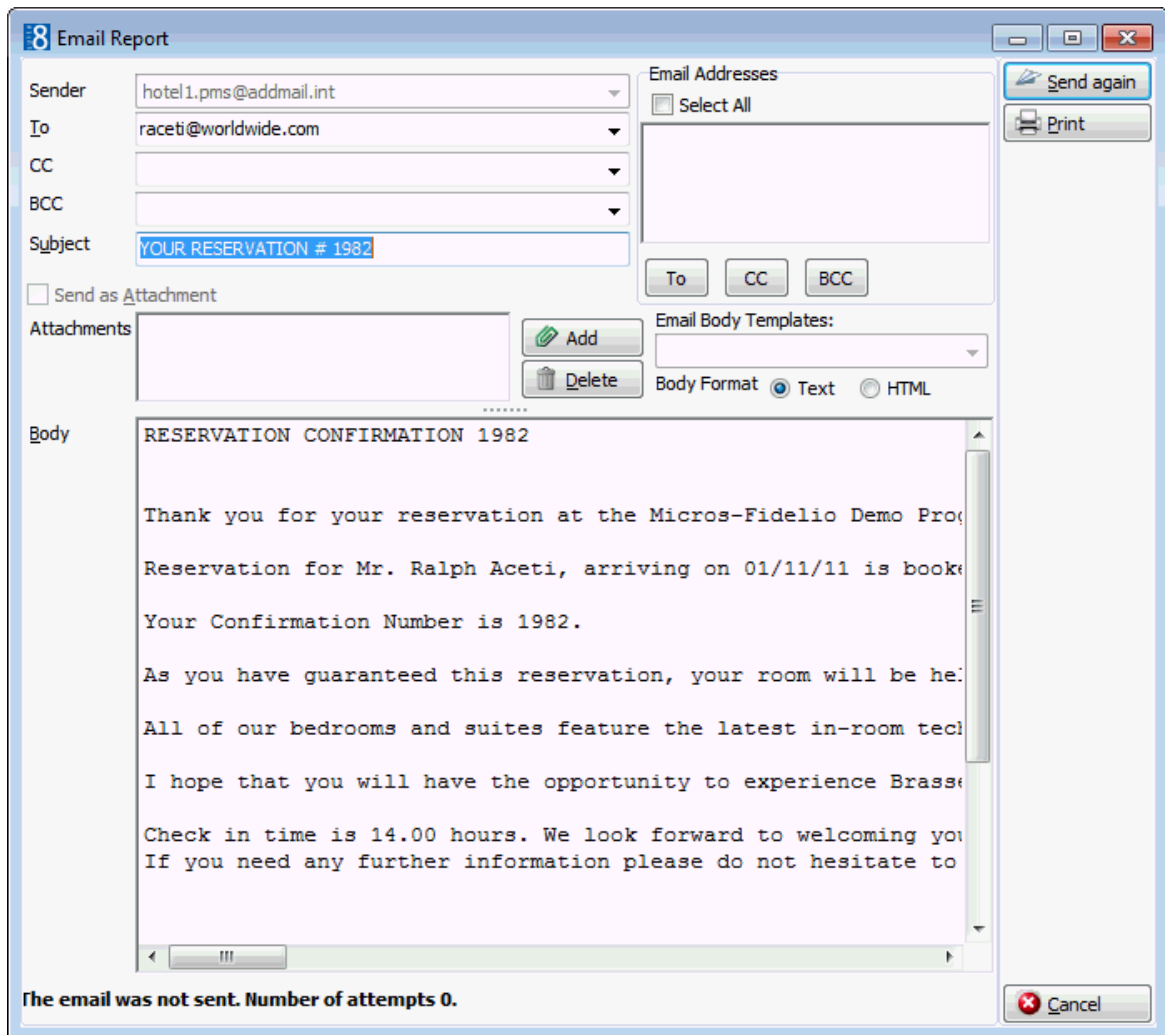 8 Email Report
Sender
hotel1.pms@addmail.int
To
raceti@worldwide.com
CC
BCC
Subject
YOUR RESERVATION # 1982
Send as Attachment
Email Addresses
Select All
To CC BCC
Send again
Print
Attachments
Add
Delete
Email Body Templates:
Body Format Text HTML
Body
RESERVATION CONFIRMATION 1982
Thank you for your reservation at the Micros-Fidelio Demo
Reservation for Mr. Ralph Aceti, arriving on 01/11/11 is
Your Confirmation Number is 1982.
As you have guaranteed this reservation, your room will be
All of our bedrooms and suites feature the latest in-room
I hope that you will have the opportunity to experience
Check in time is 14.00 hours. We look forward to welcoming
If you need any further information please do not hesitate to
The email was not sent. Number of attempts 0.
Cancel